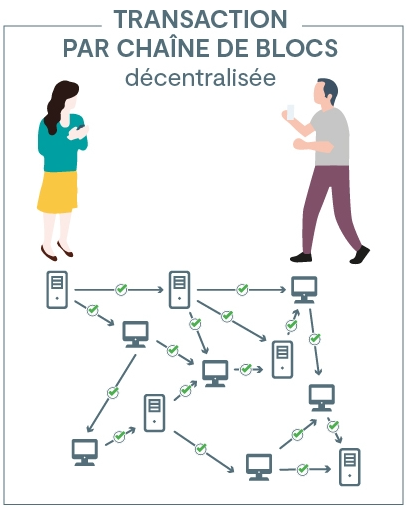 TRANSACTION
PAR CHAÎNE DE BLOCS
décentralisée